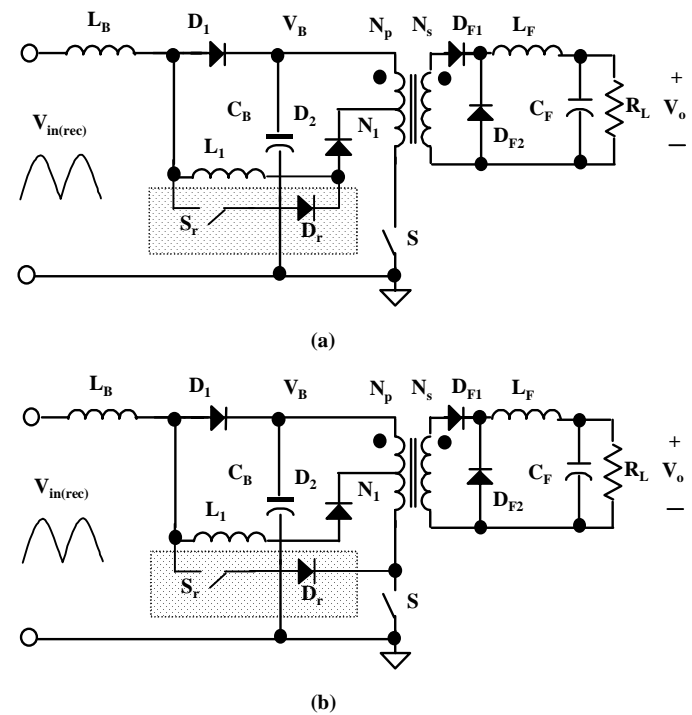 L_B D_1 V_B N_p N_s D_F1 L_F
+
C_B D_2 N_1 D_F2 C_F R_L V_o
V_in(rec)
L_1
−
S_r D_r S
(a)
L_B D_1 V_B N_p N_s D_F1 L_F
+
C_B D_2 N_1 D_F2 C_F R_L V_o
V_in(rec)
L_1
−
S_r D_r S
(b)